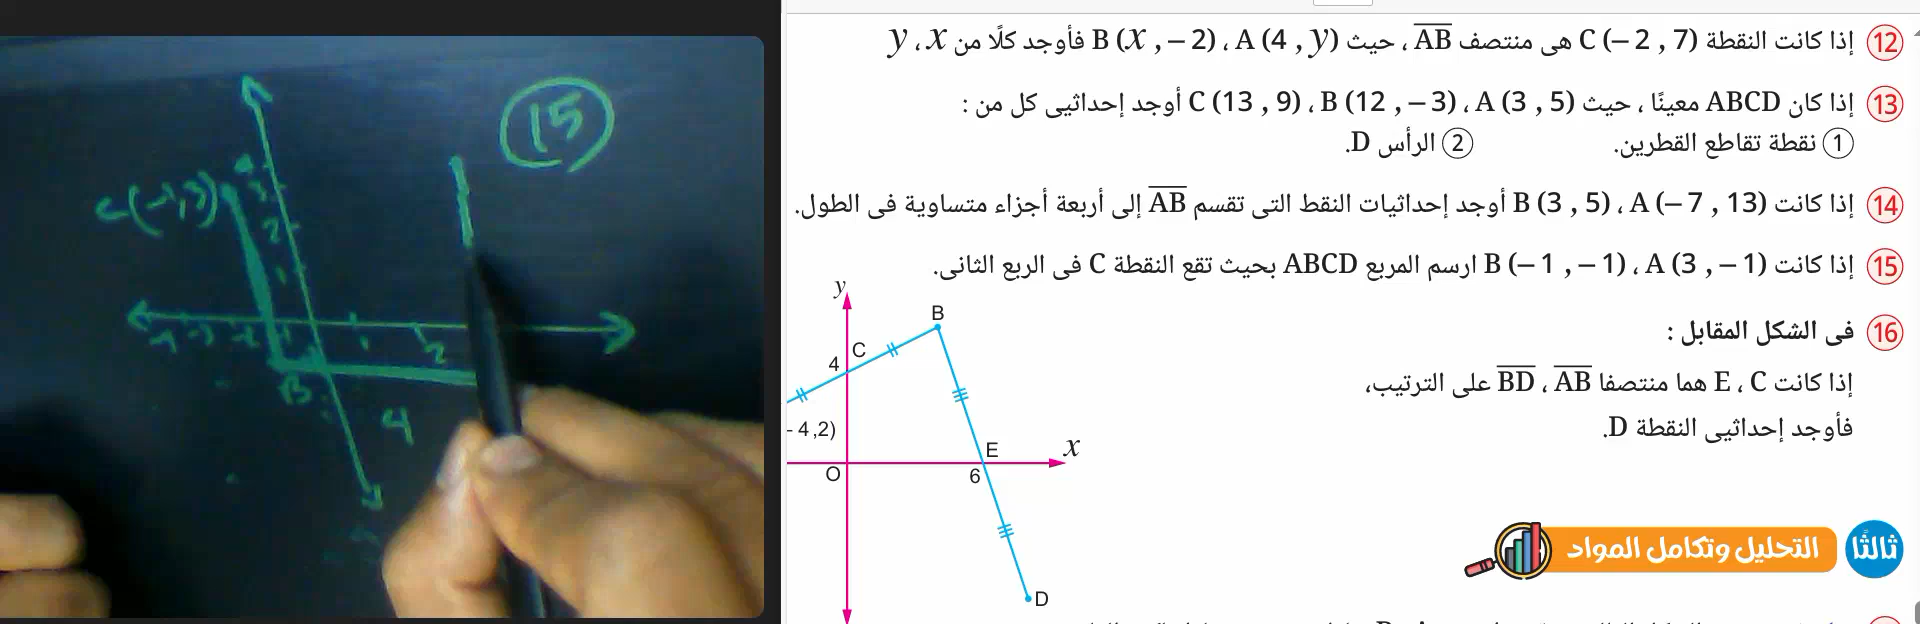 15
C(-1,3)
3
2
1
1
2
B
4
12 إذا كانت النقطة C (– 2 , 7) هى منتصف AB ، حيث A (4 , y) ، B (x , – 2) فأوجد كلًا من x ، y
13 إذا كان ABCD معينًا ، حيث A (3 , 5) ، B (12 , – 3) ، C (13 , 9) أوجد إحداثيى كل من :
1 نقطة تقاطع القطرين. 2 الرأس D.
14 إذا كانت A (– 7 , 13) ، B (3 , 5) أوجد إحداثيات النقط التى تقسم AB إلى أربعة أجزاء متساوية فى الطول.
15 إذا كانت A (3 , – 1) ، B (– 1 , – 1) ارسم المربع ABCD بحيث تقع النقطة C فى الربع الثانى.
16 فى الشكل المقابل :
إذا كانت E ، C هما منتصفا AB ، BD على الترتيب،
فأوجد إحداثيى النقطة D.
y
B
C
4
- 4,2)
E
x
O
6
D
ثالثًا التحليل وتكامل المواد